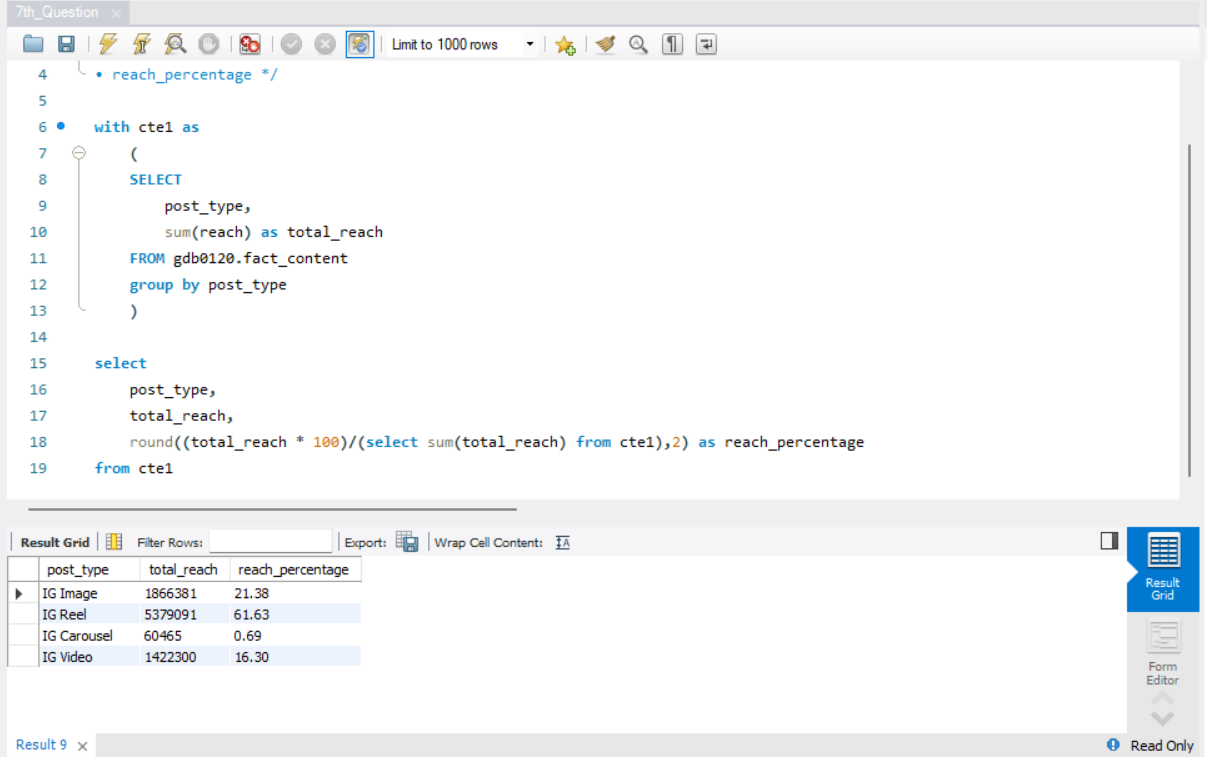 7th_Question
Limit to 1000 rows
4 • reach_percentage */
5
6 with cte1 as
7 (
8 SELECT
9 post_type,
10 sum(reach) as total_reach
11 FROM gdb0120.fact_content
12 group by post_type
13 )
14
15 select
16 post_type,
17 total_reach,
18 round((total_reach * 100)/(select sum(total_reach) from cte1),2) as reach_percentage
19 from cte1
Result Grid Filter Rows: Export: Wrap Cell Content: IA
post_type total_reach reach_percentage
IG Image 1866381 21.38
IG Reel 5379091 61.63
IG Carousel 60465 0.69
IG Video 1422300 16.30
Result
Grid
Form
Editor
Result 9
Read Only